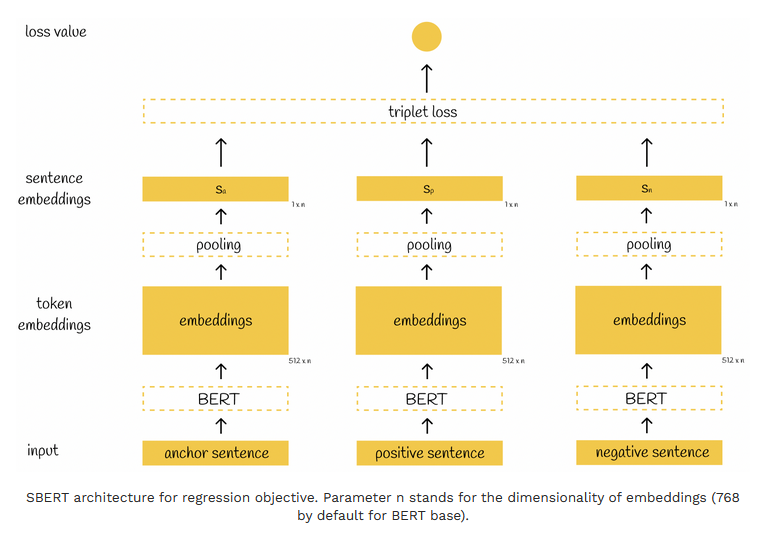 loss value
triplet loss
sentence embeddings
Sa Sp Sn
1 x n 1 x n 1 x n
pooling pooling pooling
token embeddings
embeddings embeddings embeddings
512 x n 512 x n 512 x n
BERT BERT BERT
input
anchor sentence positive sentence negative sentence
SBERT architecture for regression objective. Parameter n stands for the dimensionality of embeddings (768
by default for BERT base).